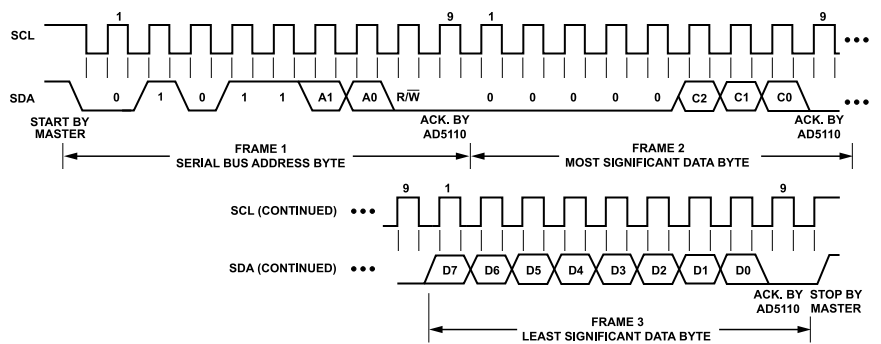 1 9 1 9
SCL
SDA 0 1 0 1 1 A1 A0 R/W̅ 0 0 0 0 0 C2 C1 C0
START BY
MASTER
ACK. BY
AD5110
ACK. BY
AD5110
FRAME 1
SERIAL BUS ADDRESS BYTE
FRAME 2
MOST SIGNIFICANT DATA BYTE
9 1 9
SCL (CONTINUED)
SDA (CONTINUED) D7 D6 D5 D4 D3 D2 D1 D0
ACK. BY
AD5110
STOP BY
MASTER
FRAME 3
LEAST SIGNIFICANT DATA BYTE